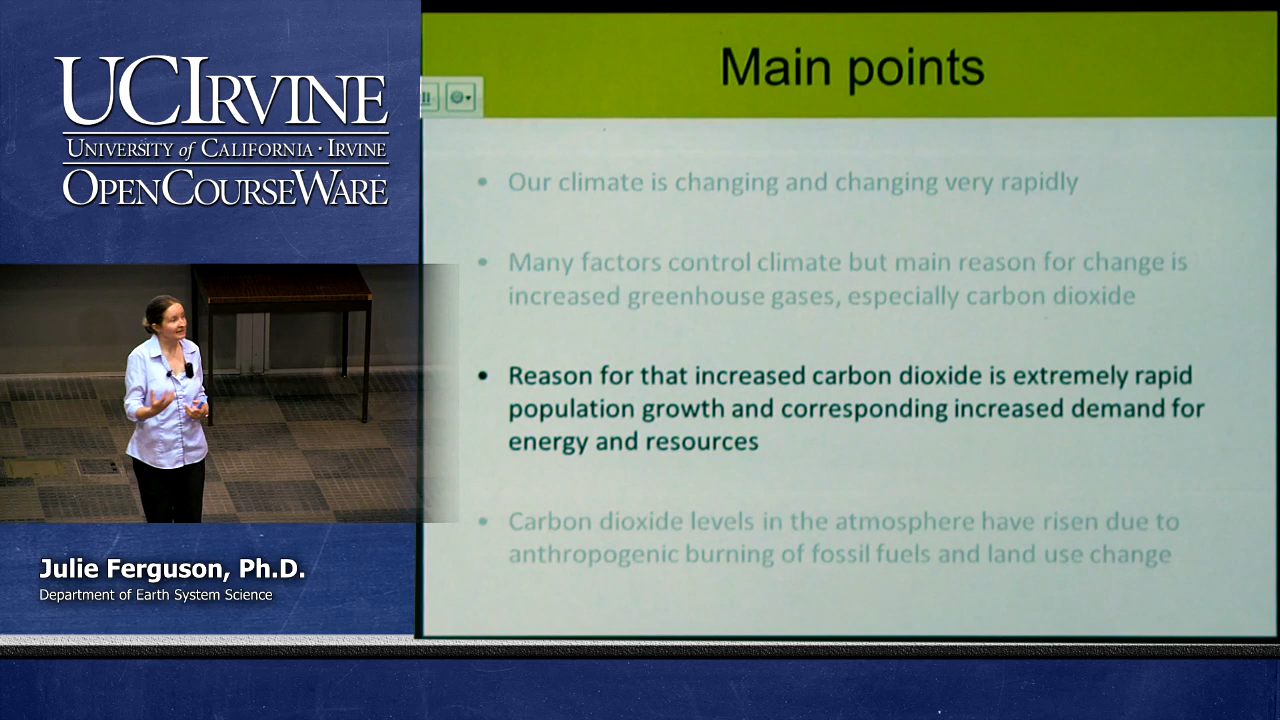 UCIRVINE
UNIVERSITY of CALIFORNIA · IRVINE
OPENCOURSEWARE
Julie Ferguson, Ph.D.
Department of Earth System Science
Main points
• Our climate is changing and changing very rapidly
• Many factors control climate but main reason for change is
increased greenhouse gases, especially carbon dioxide
• Reason for that increased carbon dioxide is extremely rapid
population growth and corresponding increased demand for
energy and resources
• Carbon dioxide levels in the atmosphere have risen due to
anthropogenic burning of fossil fuels and land use change